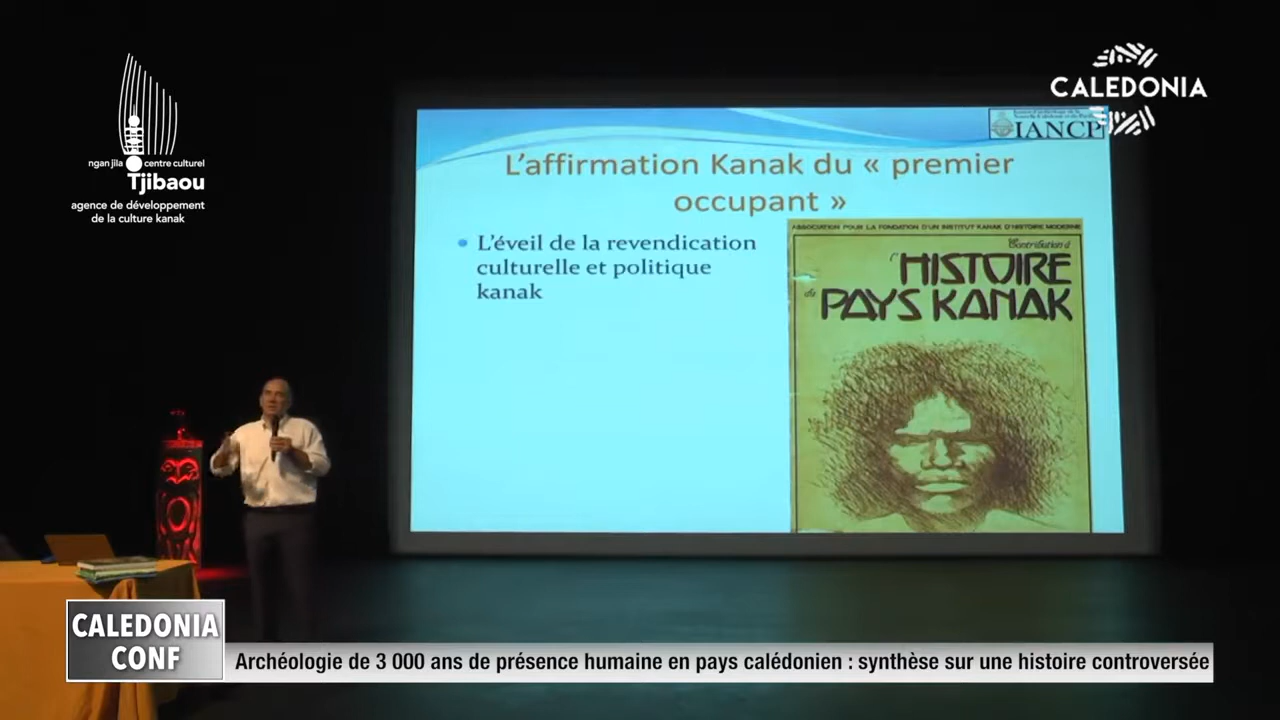 ngan jila centre culturel
Tjibaou
agence de développement
de la culture kanak
CALEDONIA
IANCP
L'affirmation Kanak du « premier
occupant »
• L'éveil de la revendication
culturelle et politique
kanak
ASSOCIATION POUR LA FONDATION D'UN INSTITUT KANAK D'HISTOIRE MODERNE
Contribution à
l'HISTOIRE
du PAYS KANAK
CALEDONIA
CONF
Archéologie de 3 000 ans de présence humaine en pays calédonien : synthèse sur une histoire controversée